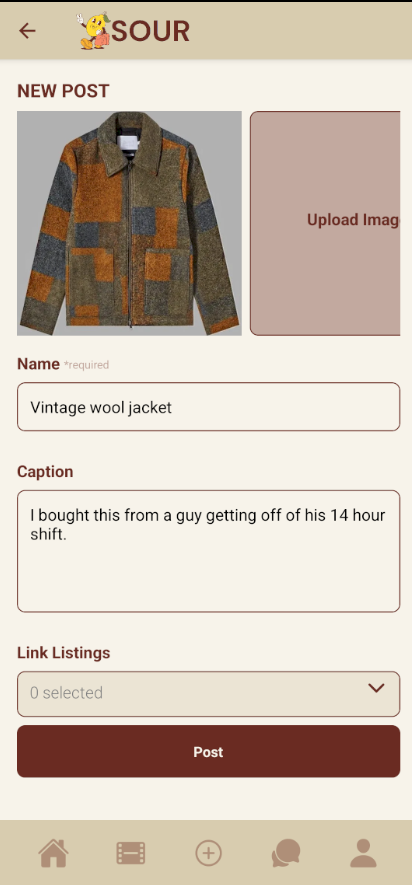 SOUR
NEW POST
Upload Imag
Name *required
Vintage wool jacket
Caption
I bought this from a guy getting off of his 14 hour
shift.
Link Listings
0 selected
Post